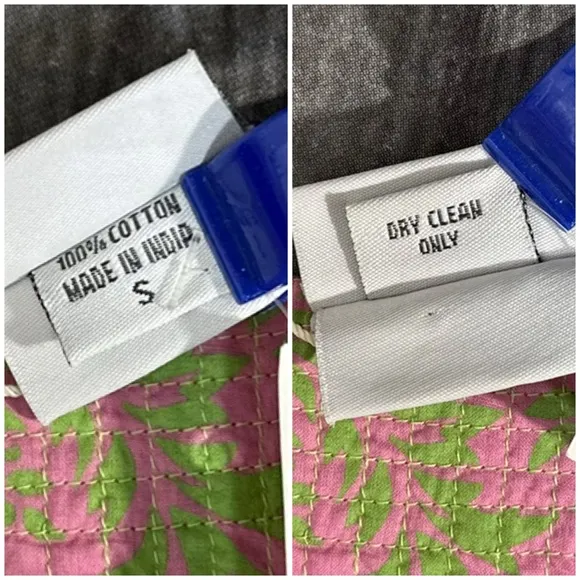 100% COTTON
MADE IN INDIA
S
DRY CLEAN
ONLY